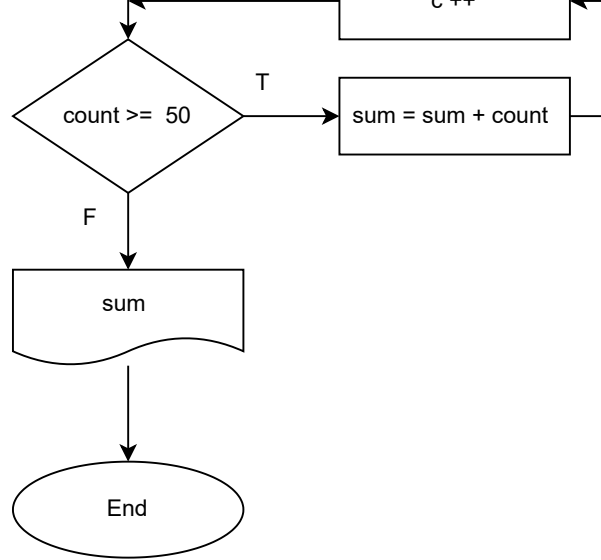 c ++
T
count >= 50
sum = sum + count
F
sum
End